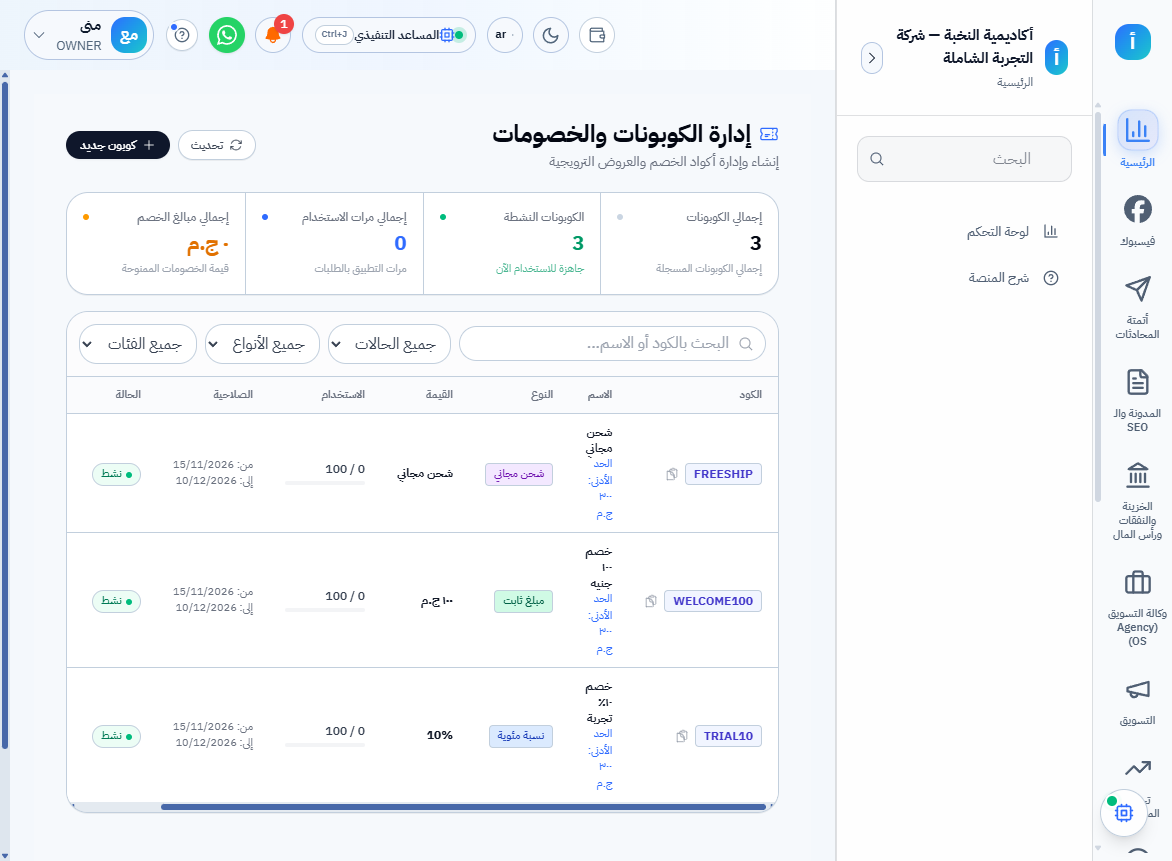 أ
الرئيسية
فيسبوك
أتمتة
المحادثات
المدونة والـ
SEO
الخزينة
والنفقات
ورأس المال
وكالة التسويق
(Agency
OS)
التسويق
أ
أكاديمية النخبة — شركة
التجربة الشاملة
الرئيسية
البحث
لوحة التحكم
شرح المنصة
ar
المساعد التنفيذي
Ctrl+J
1
مع
منى
OWNER
إدارة الكوبونات والخصومات
إنشاء وإدارة أكواد الخصم والعروض الترويجية
تحديث
كوبون جديد
إجمالي الكوبونات
3
إجمالي الكوبونات المسجلة
الكوبونات النشطة
3
جاهزة للاستخدام الآن
إجمالي مرات الاستخدام
0
مرات التطبيق بالطلبات
إجمالي مبالغ الخصم
٠ ج.م
قيمة الخصومات الممنوحة
البحث بالكود أو الاسم...
جميع الحالات
جميع الأنواع
جميع الفئات
الكود
الاسم
النوع
القيمة
الاستخدام
الصلاحية
الحالة
FREESHIP
شحن
مجاني
الحد
الأدنى:
٣٠٠
ج.م
شحن مجاني
شحن مجاني
0 / 100
من: 15/11/2026
إلى: 10/12/2026
نشط
WELCOME100
خصم
١٠٠
جنيه
الحد
الأدنى:
٣٠٠
ج.م
مبلغ ثابت
١٠٠ ج.م
0 / 100
من: 15/11/2026
إلى: 10/12/2026
نشط
TRIAL10
خصم
١٠٪
تجربة
الحد
الأدنى:
٣٠٠
ج.م
نسبة مئوية
10%
0 / 100
من: 15/11/2026
إلى: 10/12/2026
نشط